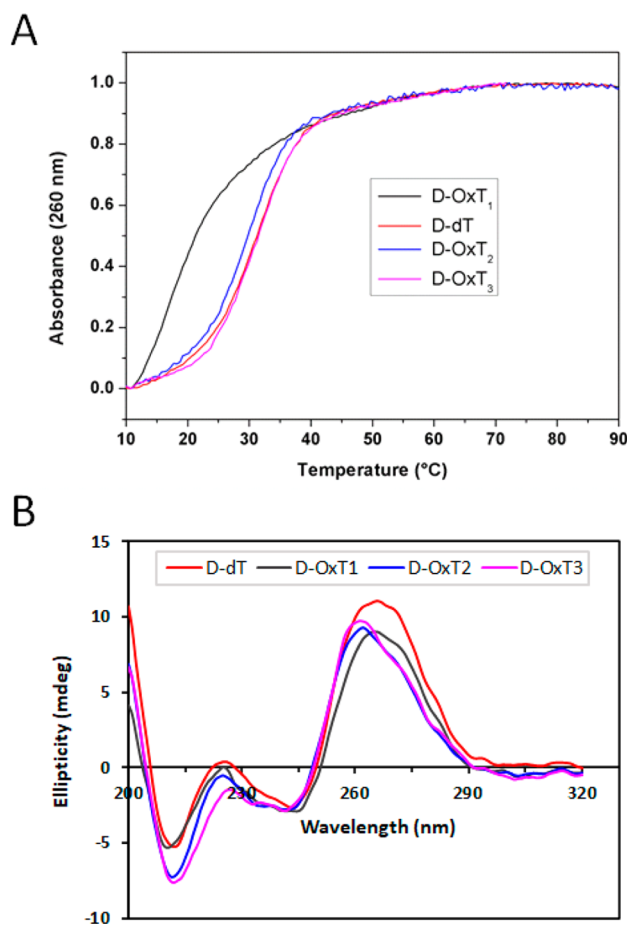 A
Absorbance (260 nm)
1.0
0.8
0.6
0.4
0.2
0.0
D-OxT₁
D-dT
D-OxT₂
D-OxT₃
10 20 30 40 50 60 70 80 90
Temperature (°C)
B
Ellipticity (mdeg)
15
10
5
0
-5
-10
D-dT D-OxT1 D-OxT2 D-OxT3
200 230 260 290 320
Wavelength (nm)